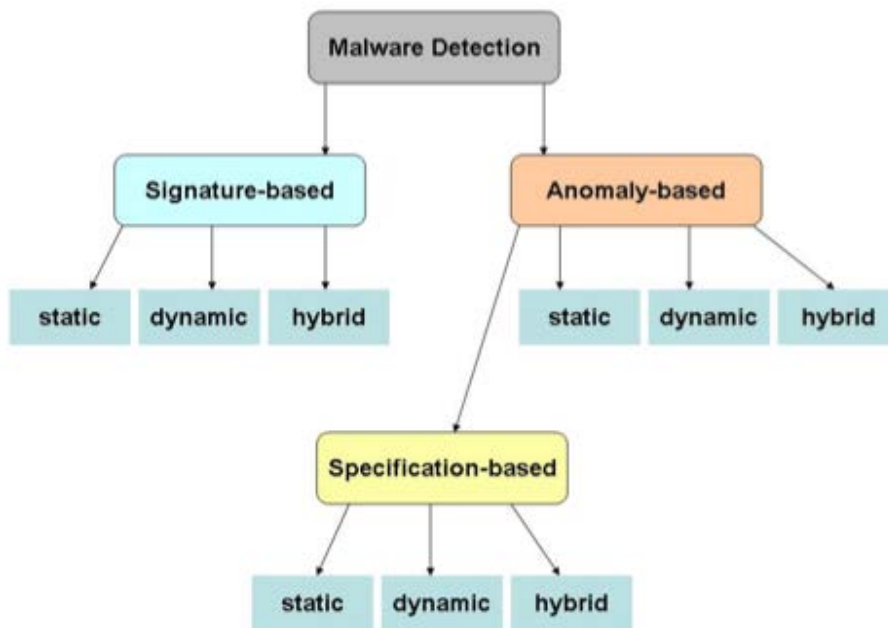 Malware Detection
Signature-based
Anomaly-based
static
dynamic
hybrid
static
dynamic
hybrid
Specification-based
static
dynamic
hybrid